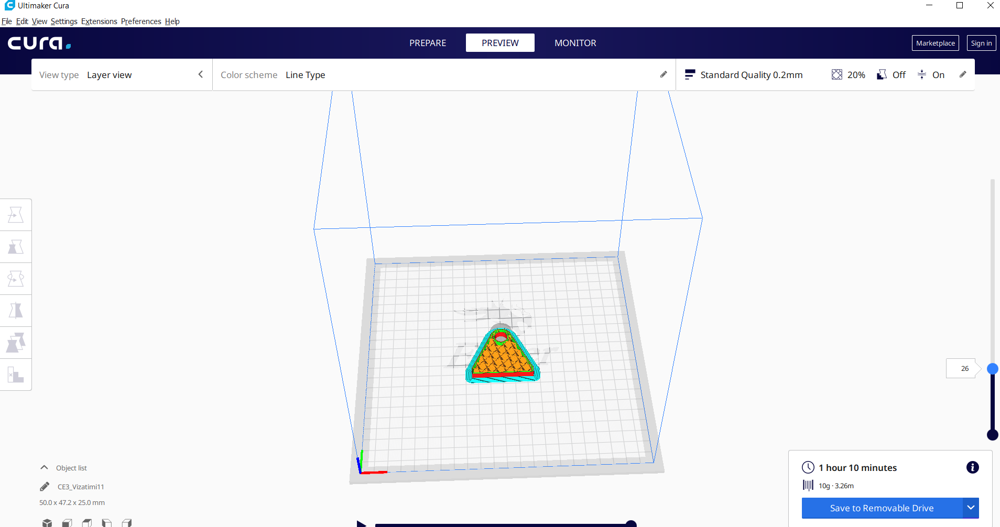 Ultimaker Cura
File Edit View Settings Extensions Preferences Help
cura.
PREPARE PREVIEW MONITOR
Marketplace Sign in
View type Layer view
Color scheme Line Type
Standard Quality 0.2mm 20% Off On
26
Object list
CE3_Vizatimi11
50.0 x 47.2 x 25.0 mm
1 hour 10 minutes
10g · 3.26m
Save to Removable Drive